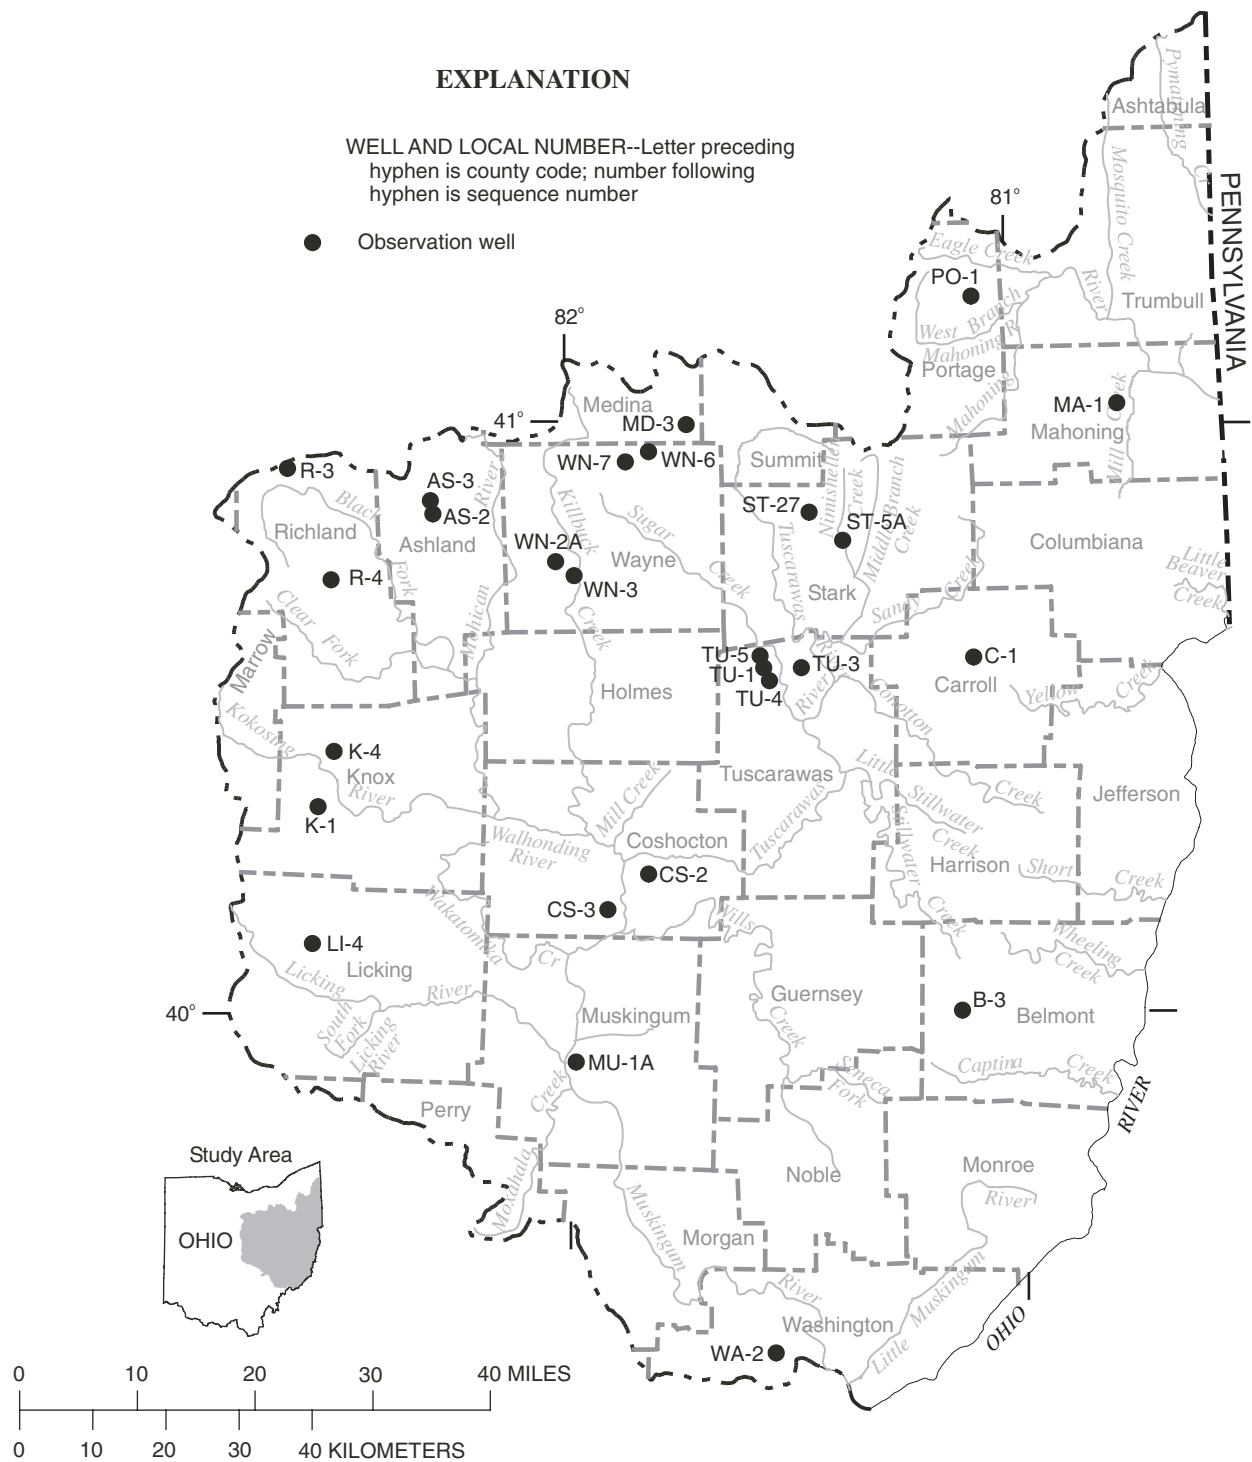 EXPLANATION
WELL AND LOCAL NUMBER--Letter preceding
hyphen is county code; number following
hyphen is sequence number
Observation well
Ashtabula
Pymatuning
Cr
PENNSYLVANIA
Mosquito Creek
81°
Eagle Creek
PO-1
River
Trumbull
West Branch
Mahoning R
Portage
Mahoning
82°
Medina
41°
MD-3
MA-1
Mahoning
Mill Creek
WN-7
WN-6
Summit
R-3
AS-3
AS-2
River
Black
Fork
Richland
Ashland
Killbuck
Creek
Sugar
Creek
ST-27
Nimishellen
Creek
ST-5A
Middle Branch
Creek
Columbiana
Little
Beaver
Creek
WN-2A
Wayne
WN-3
Tuscarawas
River
Stark
Sandy
Creek
R-4
Clear
Fork
Mohican
Marrow
TU-5
TU-1
TU-4
TU-3
River
C-1
Carroll
Yellow
Creek
Holmes
Conotton
Creek
Kokosing
River
K-4
Knox
K-1
Tuscarawas
Little
Stillwater
Creek
Jefferson
Mill Creek
Walhonding
River
Coshocton
Tuscarawas
Stillwater
Creek
Harrison
Short
Creek
CS-2
CS-3
Wakatomika
Cr
Wills
Creek
Wheeling
Creek
LI-4
Licking
Licking
River
South
Fork
Licking
River
40°
Guernsey
B-3
Belmont
Muskingum
MU-1A
Captina
Creek
Seneca
Fork
Creek
Moxahala
Perry
RIVER
Study Area
OHIO
Noble
Monroe
River
Muskingum
Morgan
River
Little
Muskingum
Washington
WA-2
OHIO
0 10 20 30 40 MILES
0 10 20 30 40 KILOMETERS